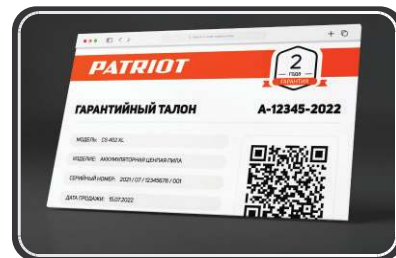 PATRIOT
2
ГОДА
ГАРАНТИЯ
ГАРАНТИЙНЫЙ ТАЛОН
А-12345-2022
МОДЕЛЬ: CS 402 XL
ИЗДЕЛИЕ: АККУМУЛЯТОРНАЯ ЦЕПНАЯ ПИЛА
СЕРИЙНЫЙ НОМЕР: 2021 / 07 / 12345678 / 001
ДАТА ПРОДАЖИ: 15.07.2022